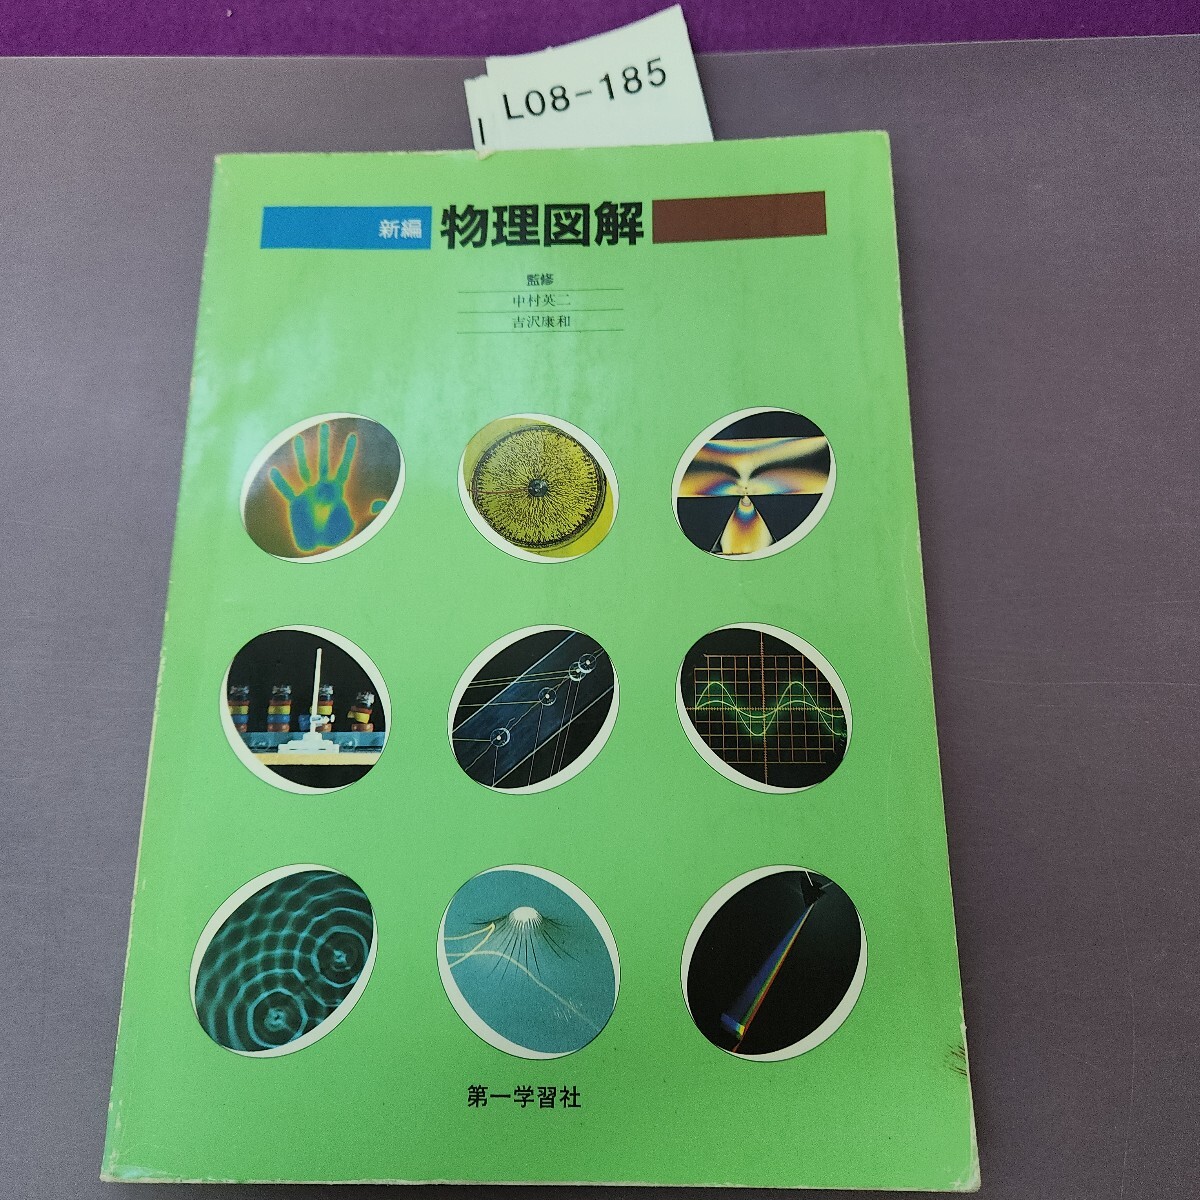 L08-185
新編 物理図解
監修
中村英二
吉沢康和
第一学習社